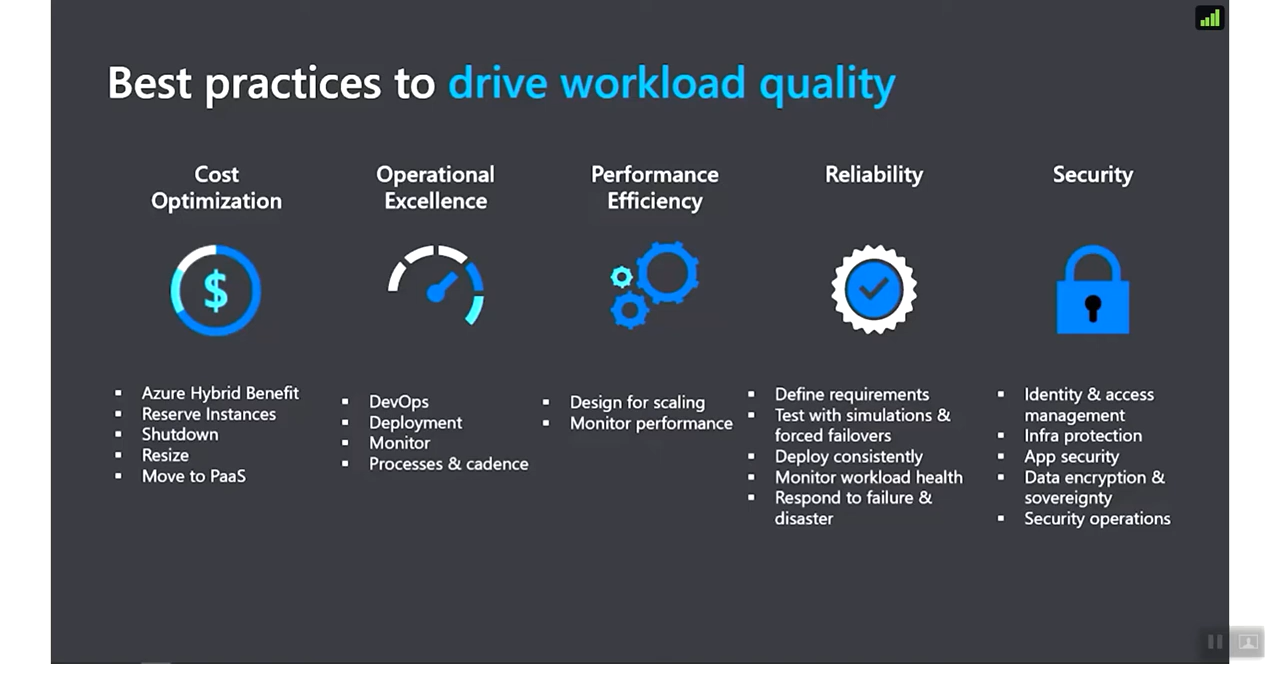 Best practices to drive workload quality
Cost
Optimization
$
Azure Hybrid Benefit
Reserve Instances
Shutdown
Resize
Move to PaaS
Operational
Excellence
DevOps
Deployment
Monitor
Processes & cadence
Performance
Efficiency
Design for scaling
Monitor performance
Reliability
Define requirements
Test with simulations &
forced failovers
Deploy consistently
Monitor workload health
Respond to failure &
disaster
Security
Identity & access
management
Infra protection
App security
Data encryption &
sovereignty
Security operations